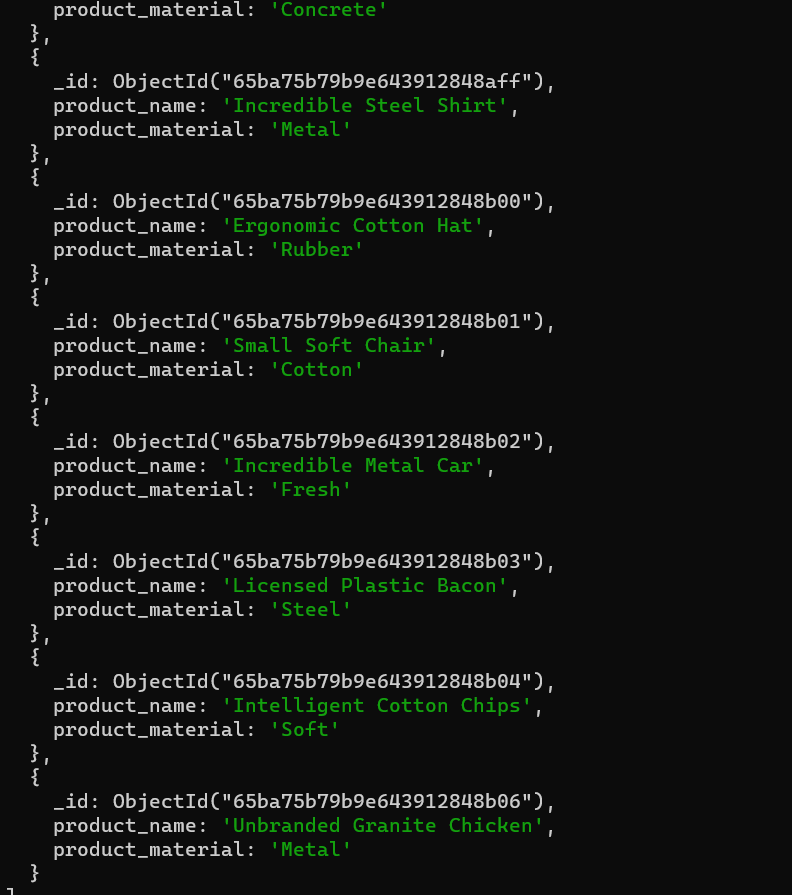 product_material: 'Concrete'
},
{
_id: ObjectId("65ba75b79b9e643912848aff"),
product_name: 'Incredible Steel Shirt',
product_material: 'Metal'
},
{
_id: ObjectId("65ba75b79b9e643912848b00"),
product_name: 'Ergonomic Cotton Hat',
product_material: 'Rubber'
},
{
_id: ObjectId("65ba75b79b9e643912848b01"),
product_name: 'Small Soft Chair',
product_material: 'Cotton'
},
{
_id: ObjectId("65ba75b79b9e643912848b02"),
product_name: 'Incredible Metal Car',
product_material: 'Fresh'
},
{
_id: ObjectId("65ba75b79b9e643912848b03"),
product_name: 'Licensed Plastic Bacon',
product_material: 'Steel'
},
{
_id: ObjectId("65ba75b79b9e643912848b04"),
product_name: 'Intelligent Cotton Chips',
product_material: 'Soft'
},
{
_id: ObjectId("65ba75b79b9e643912848b06"),
product_name: 'Unbranded Granite Chicken',
product_material: 'Metal'
}
]